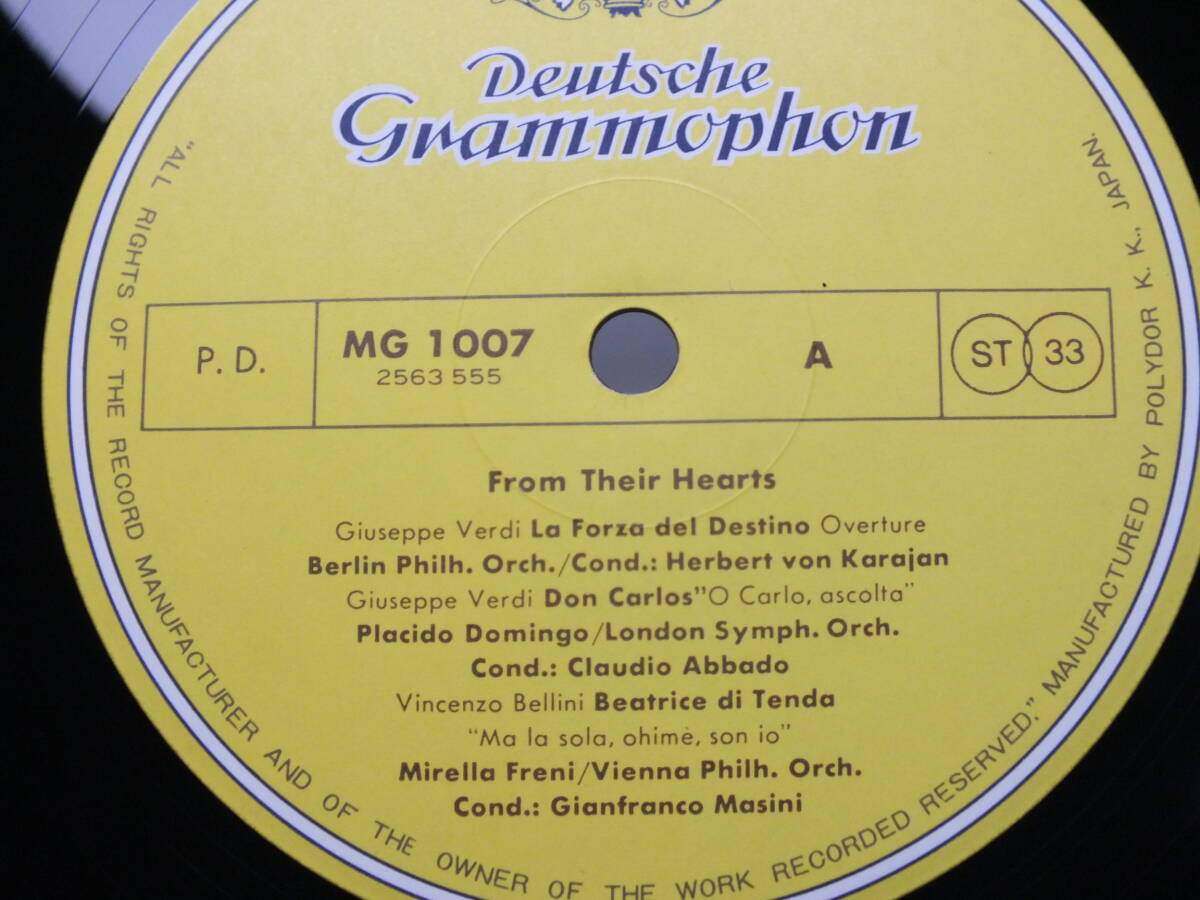 Deutsche
Grammophon
P. D.
MG 1007
2563 555
A
ST 33
From Their Hearts
Giuseppe Verdi La Forza del Destino Overture
Berlin Philh. Orch./Cond.: Herbert von Karajan
Giuseppe Verdi Don Carlos"O Carlo, ascolta"
Placido Domingo/London Symph. Orch.
Cond.: Claudio Abbado
Vincenzo Bellini Beatrice di Tenda
"Ma la sola, ohimè, son io"
Mirella Freni/Vienna Philh. Orch.
Cond.: Gianfranco Masini
"ALL RIGHTS OF THE RECORD MANUFACTURER AND OF THE OWNER OF THE WORK RECORDED RESERVED." MANUFACTURED BY POLYDOR K. K., JAPAN.